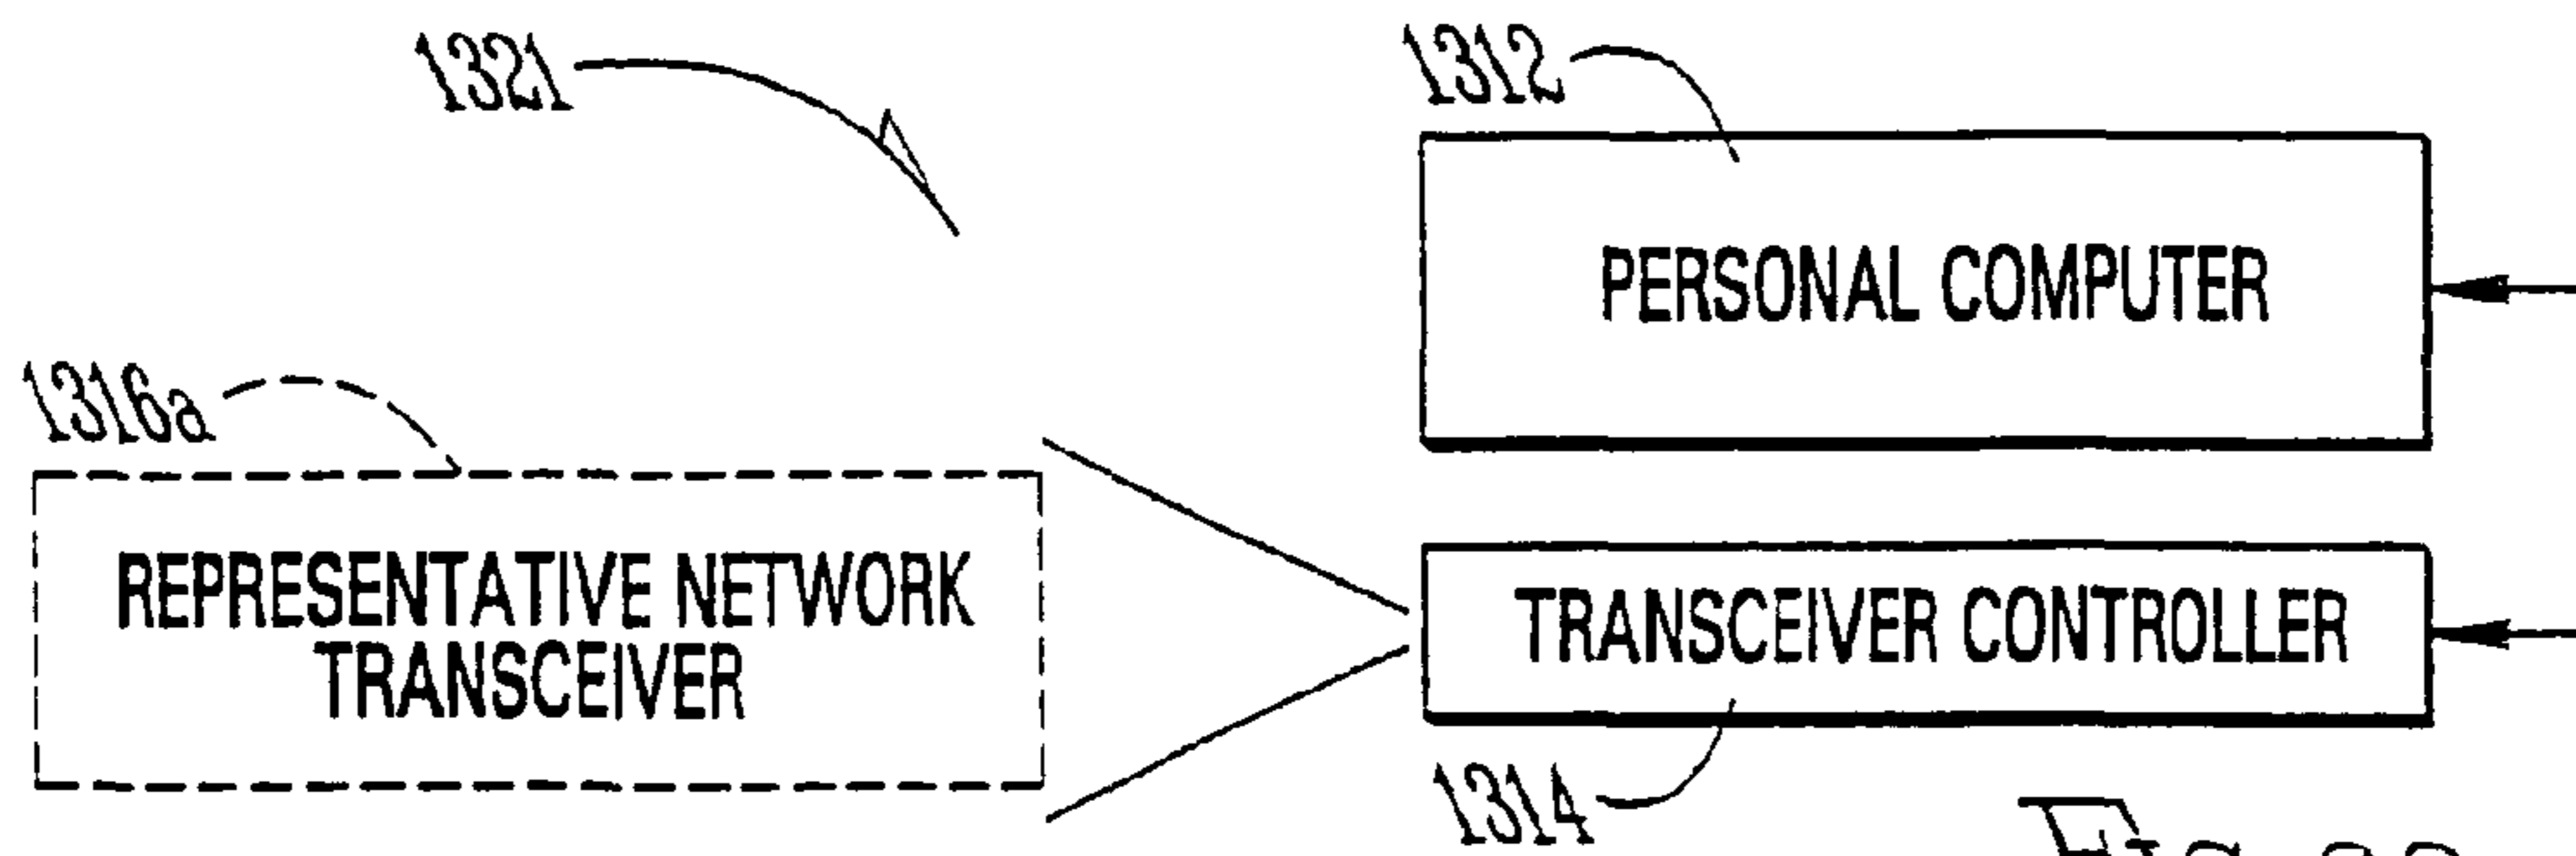 1321
1312
PERSONAL COMPUTER
1316a
REPRESENTATIVE NETWORK
TRANSCEIVER
TRANSCEIVER CONTROLLER
1314